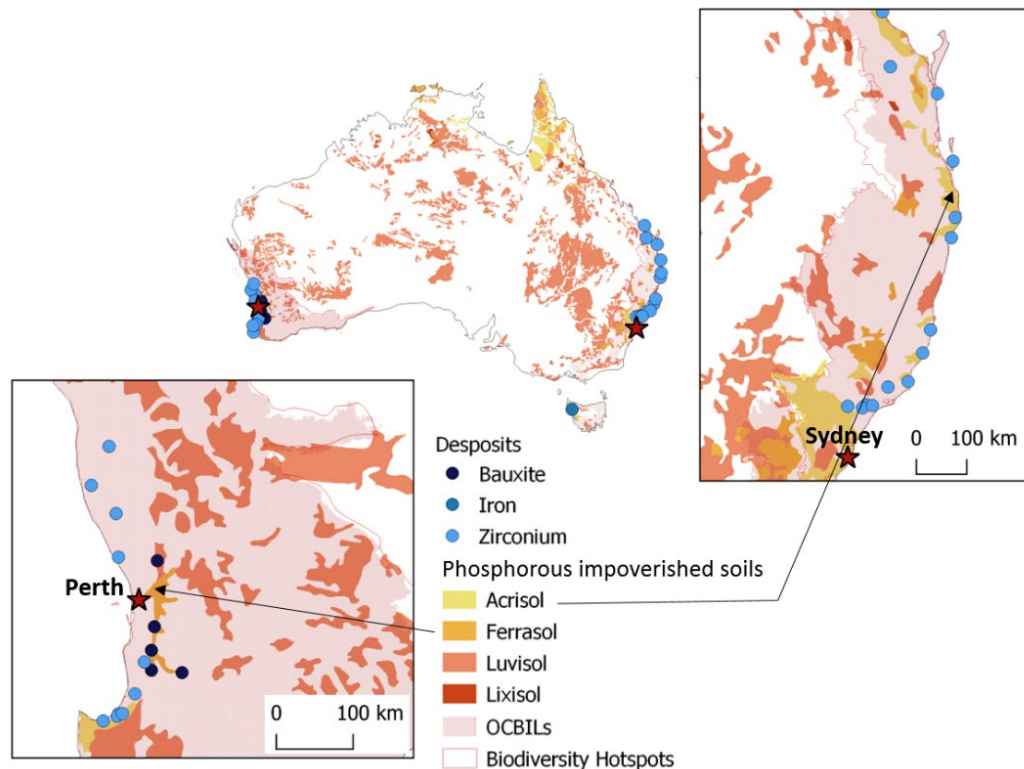 Sydney
0 100 km
Desposits
Bauxite
Iron
Zirconium
Phosphorous impoverished soils
Acrisol
Ferrasol
Luvisol
Lixisol
OCBILs
Biodiversity Hotspots
Perth
0 100 km